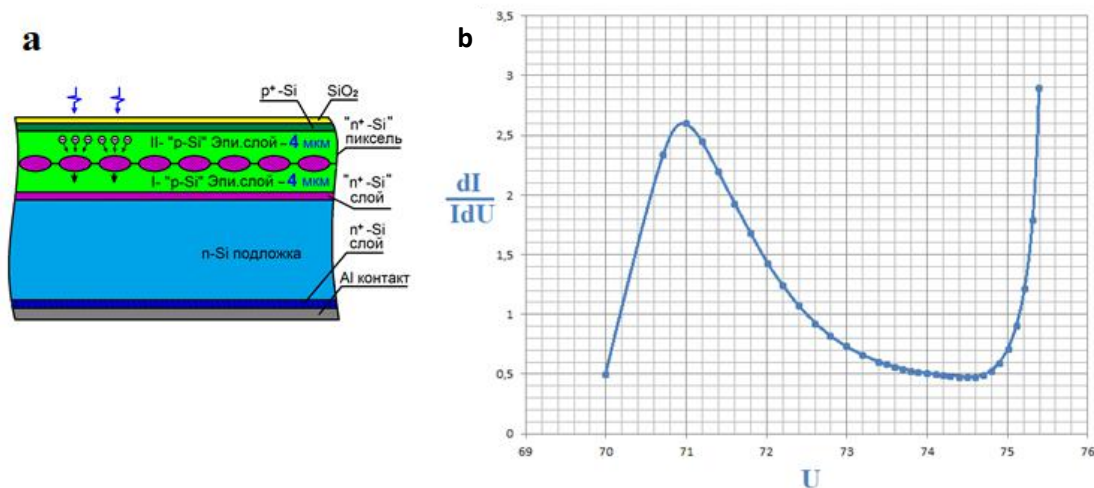 a
p⁺-Si
SiO₂
"n⁺-Si"
пиксель
II- "p-Si" Эпи.слой – 4 мкм
I- "p-Si" Эпи.слой – 4 мкм
"n⁺-Si"
слой
n⁺-Si
слой
n-Si подложка
Al контакт
b
3,5
3
2,5
2
1,5
1
0,5
0
dI
IdU
69
70
71
72
73
74
75
76
U